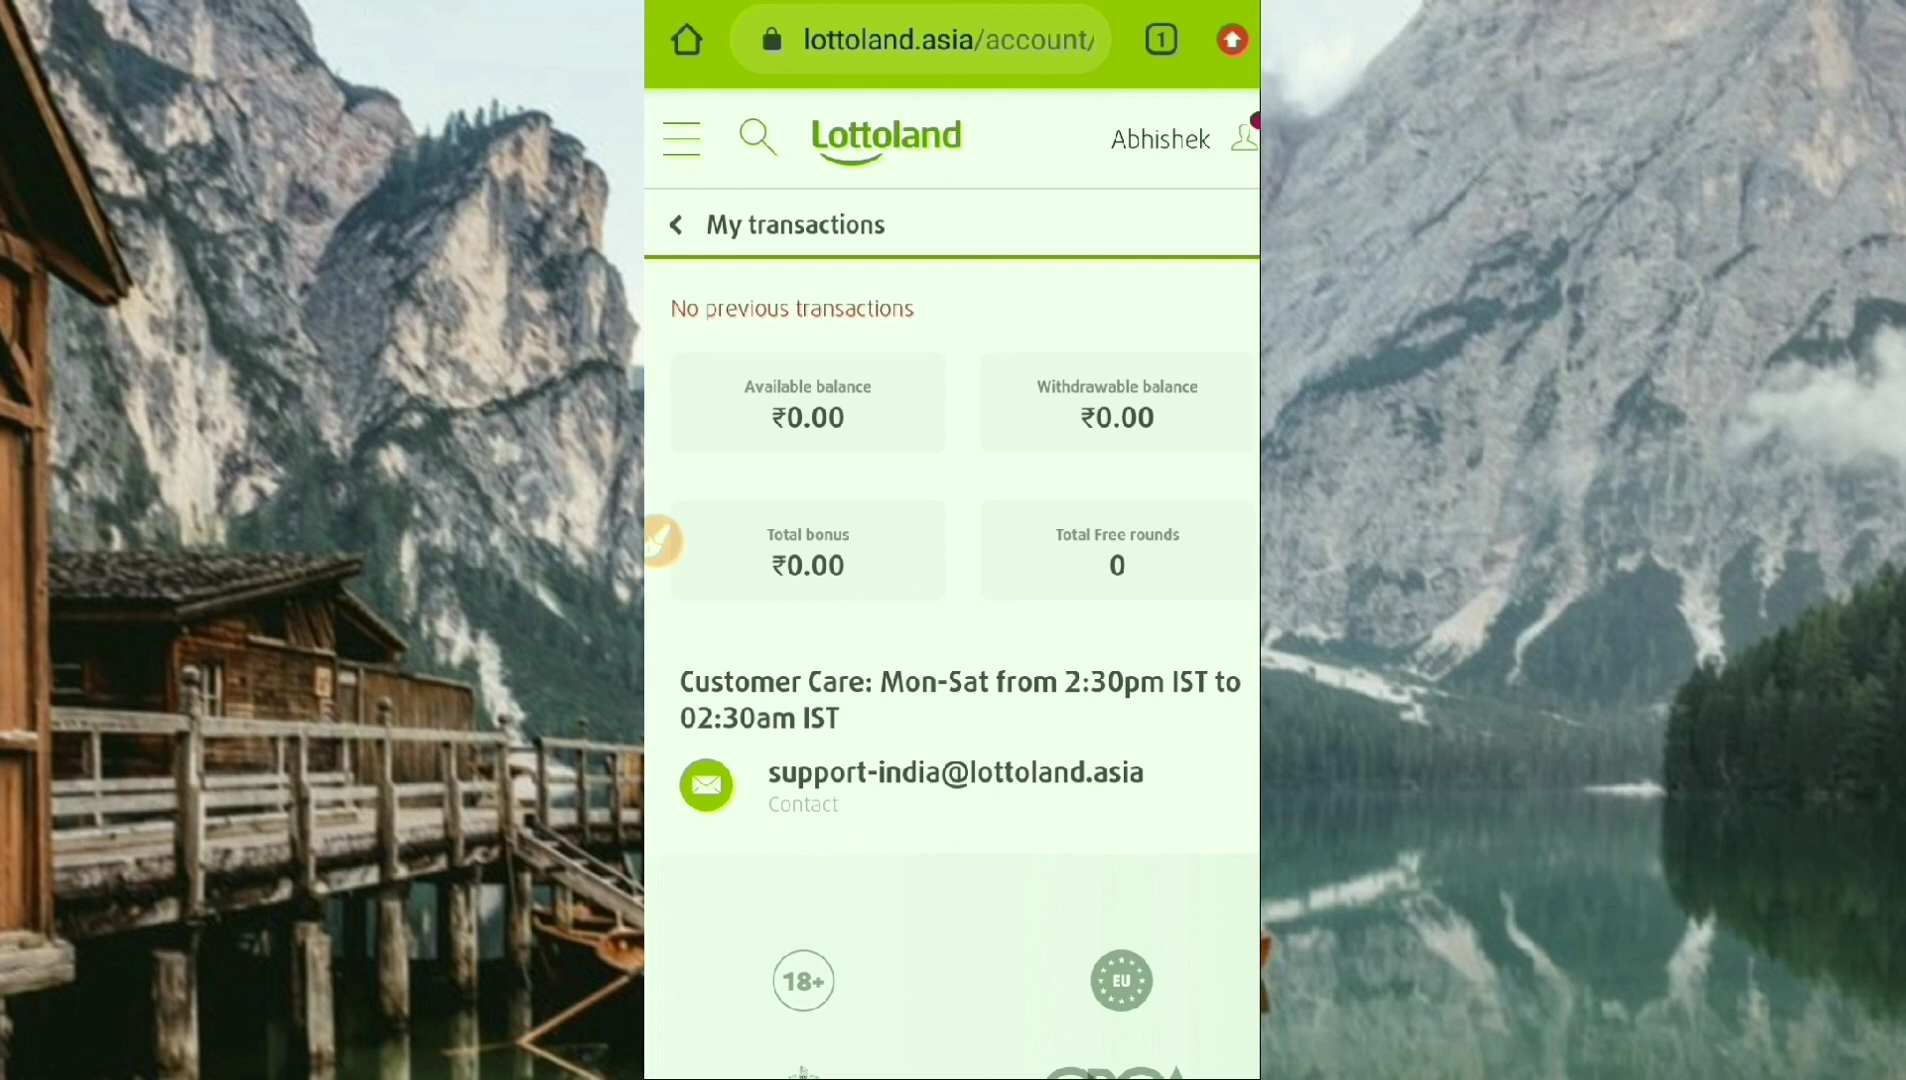 lottoland.asia/account/
1
Lottoland
Abhishek
My transactions
No previous transactions
Available balance
₹0.00
Withdrawable balance
₹0.00
Total bonus
₹0.00
Total Free rounds
0
Customer Care: Mon-Sat from 2:30pm IST to
02:30am IST
support-india@lottoland.asia
Contact
18+
EU